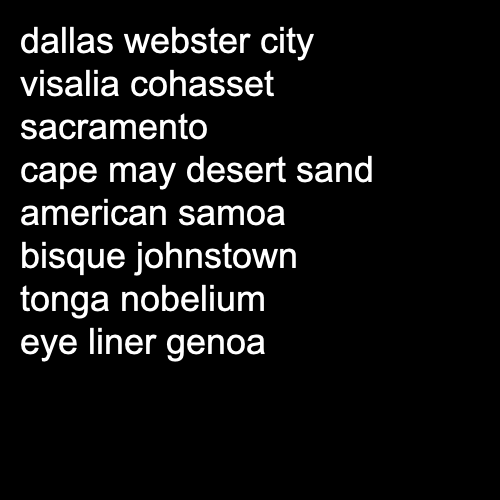 dallas webster city
visalia cohasset
sacramento
cape may desert sand
american samoa
bisque johnstown
tonga nobelium
eye liner genoa